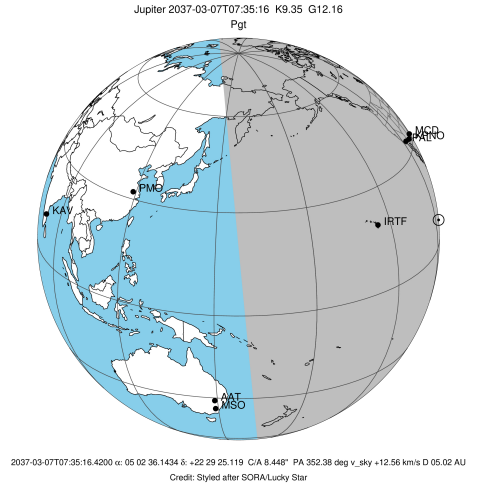 Jupiter 2037-03-07T07:35:16 K9.35 G12.16
Pgt
MCD
PAL
PMO
KAV
IRTF
AAT
MSO
2037-03-07T07:35:16.4200 α: 05 02 36.1434 δ: +22 29 25.119 C/A 8.448" PA 352.38 deg v_sky +12.56 km/s D 05.02 AU
Credit: Styled after SORA/Lucky Star